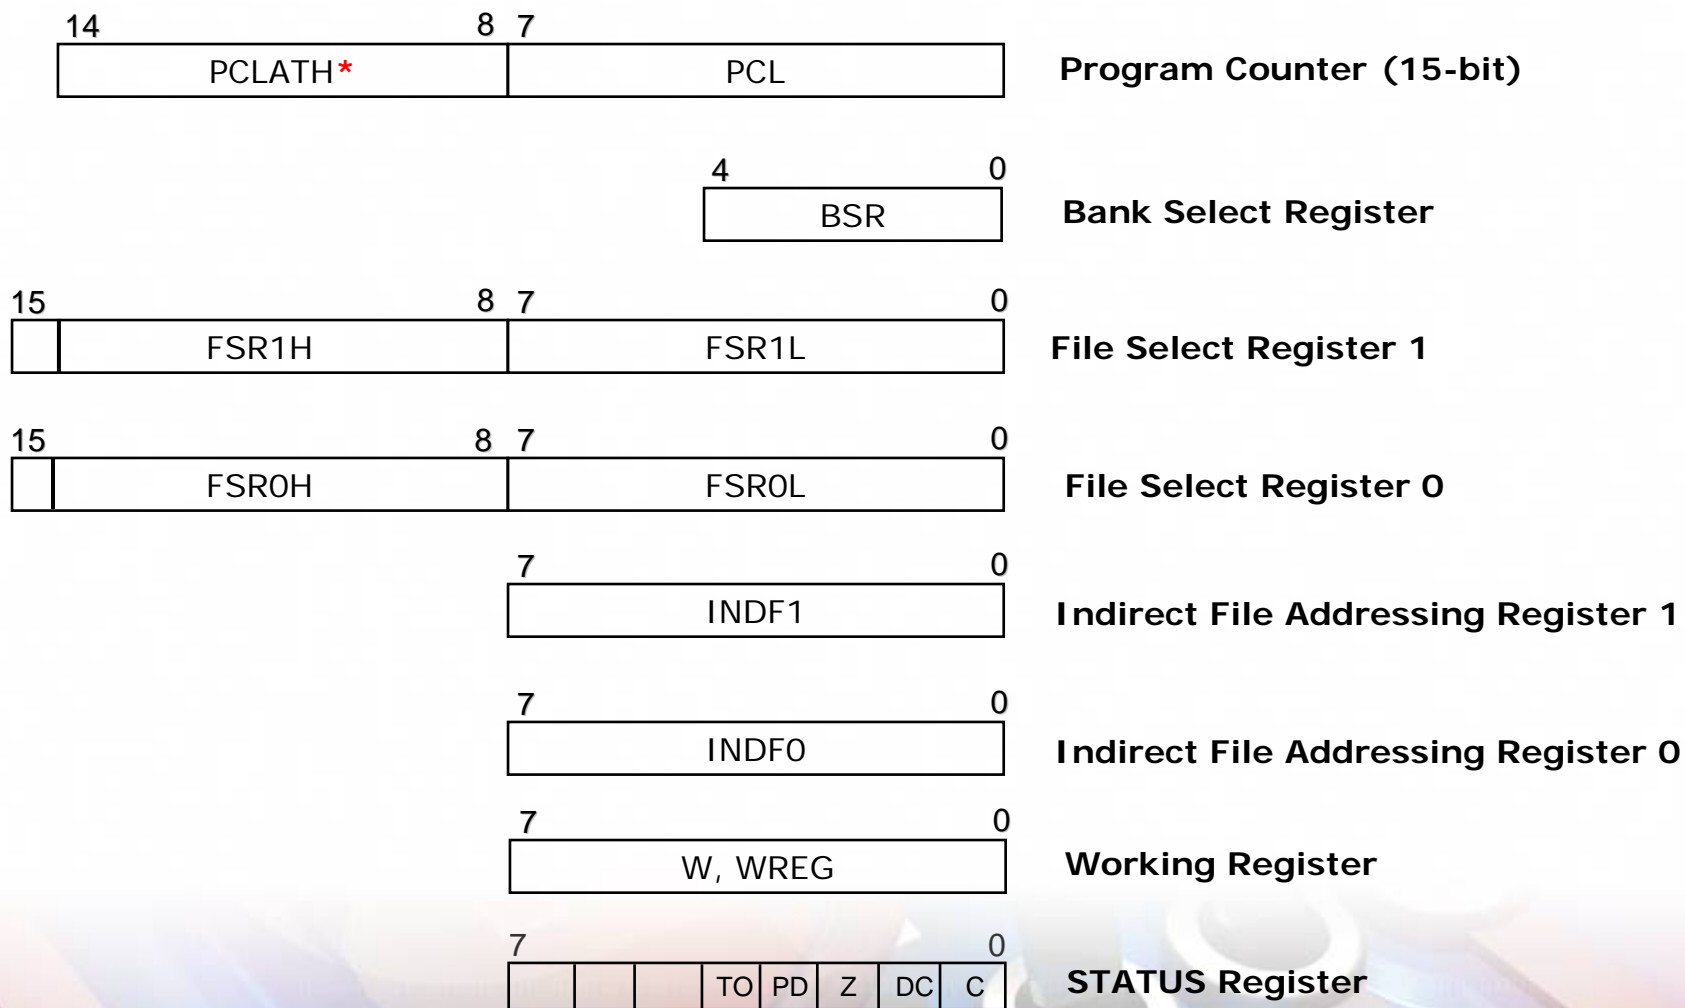 14 8 7
PCLATH* PCL Program Counter (15-bit)
4 0
BSR Bank Select Register
15 8 7 0
FSR1H FSR1L File Select Register 1
15 8 7 0
FSR0H FSR0L File Select Register 0
7 0
INDF1 Indirect File Addressing Register 1
7 0
INDF0 Indirect File Addressing Register 0
7 0
W, WREG Working Register
7 0
TO PD Z DC C STATUS Register